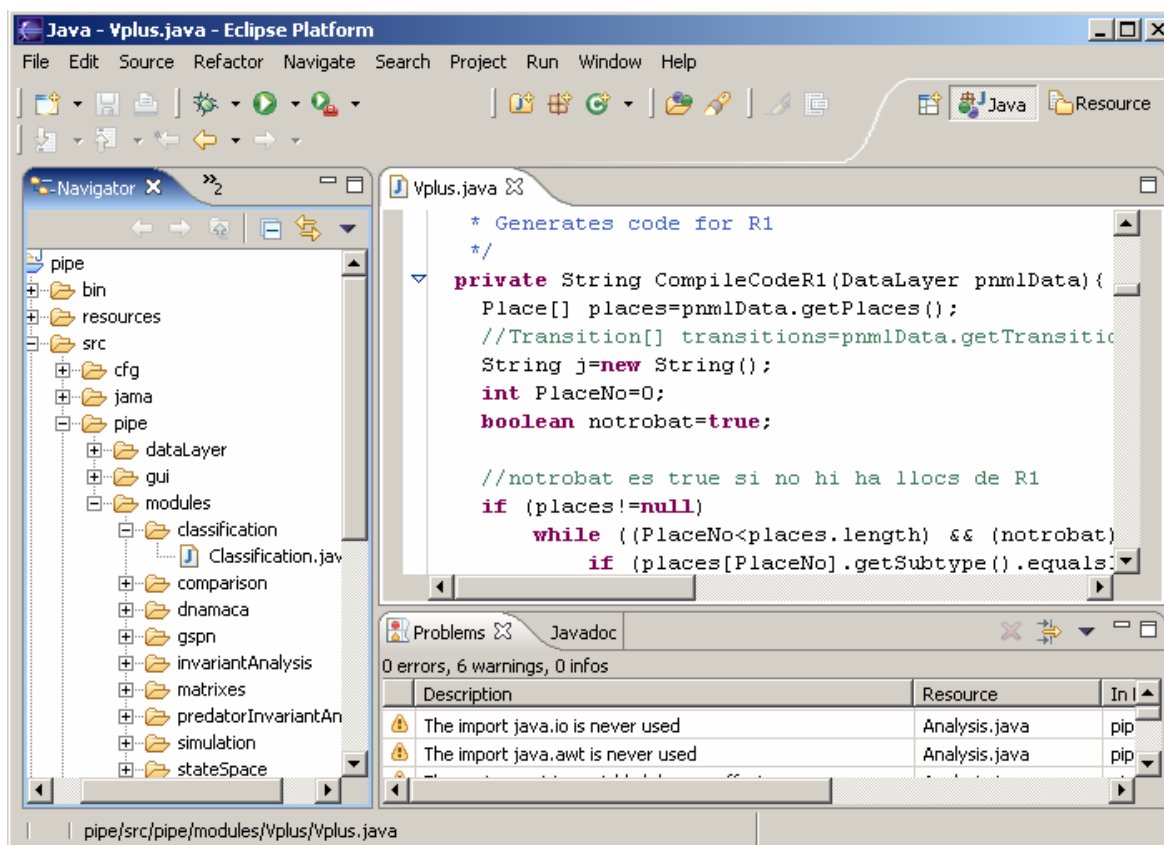 Java - Vplus.java - Eclipse Platform
File Edit Source Refactor Navigate Search Project Run Window Help
Java Resource
Navigator »2
pipe
bin
resources
src
cfg
jama
pipe
dataLayer
gui
modules
classification
Classification.jav
comparison
dnamaca
gspn
invariantAnalysis
matrixes
predatorInvariantAn
simulation
stateSpace
Vplus.java
* Generates code for R1
*/
private String CompileCodeR1(DataLayer pnmlData){
Place[] places=pnmlData.getPlaces();
//Transition[] transitions=pnmlData.getTransitio
String j=new String();
int PlaceNo=0;
boolean notrobat=true;
//notrobat es true si no hi ha llocs de R1
if (places!=null)
while ((PlaceNo<places.length) && (notrobat)
if (places[PlaceNo].getSubtype().equalsI
Problems Javadoc
0 errors, 6 warnings, 0 infos
Description Resource In
The import java.io is never used Analysis.java pip
The import java.awt is never used Analysis.java pip
pipe/src/pipe/modules/Vplus/Vplus.java